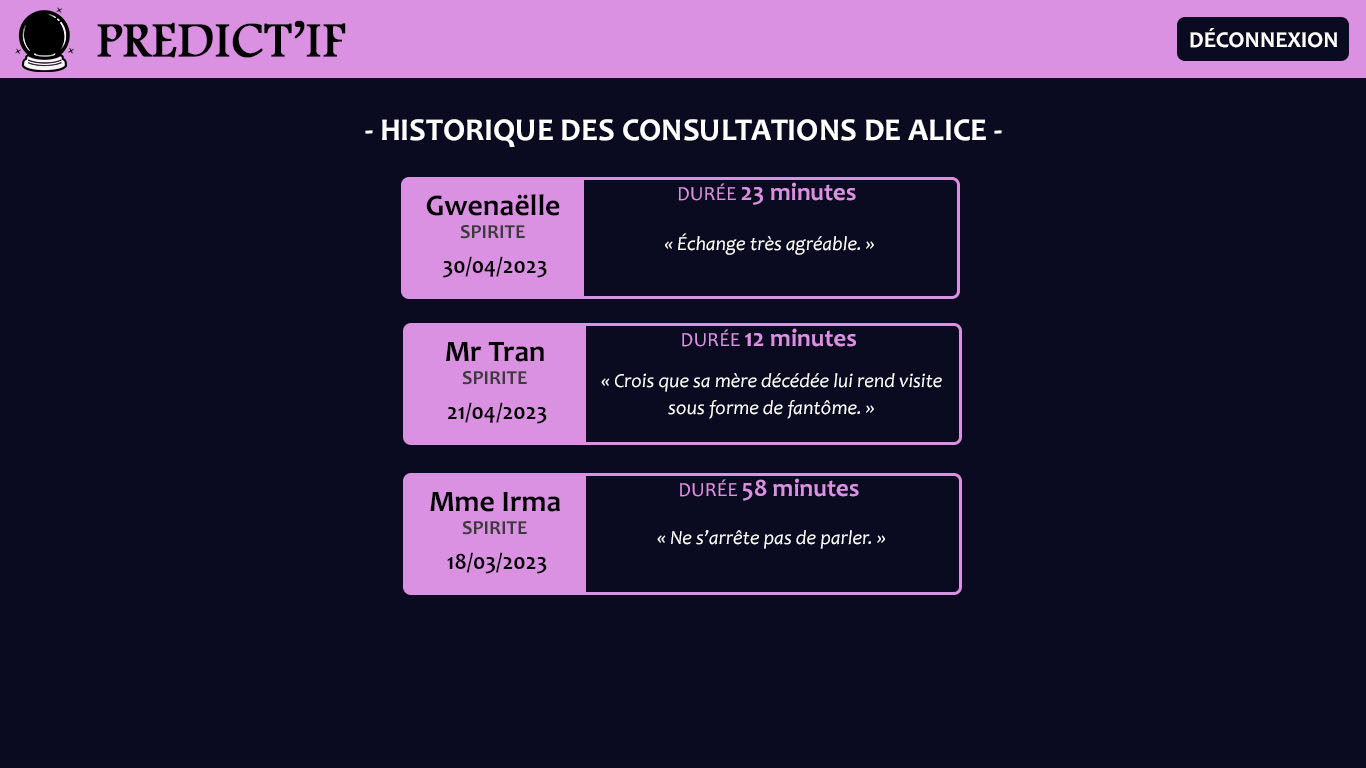 PREDICT'IF
DÉCONNEXION
- HISTORIQUE DES CONSULTATIONS DE ALICE -
Gwenaëlle
SPIRITE
30/04/2023
DURÉE 23 minutes
« Échange très agréable. »
Mr Tran
SPIRITE
21/04/2023
DURÉE 12 minutes
« Crois que sa mère décédée lui rend visite
sous forme de fantôme. »
Mme Irma
SPIRITE
18/03/2023
DURÉE 58 minutes
« Ne s’arrête pas de parler. »